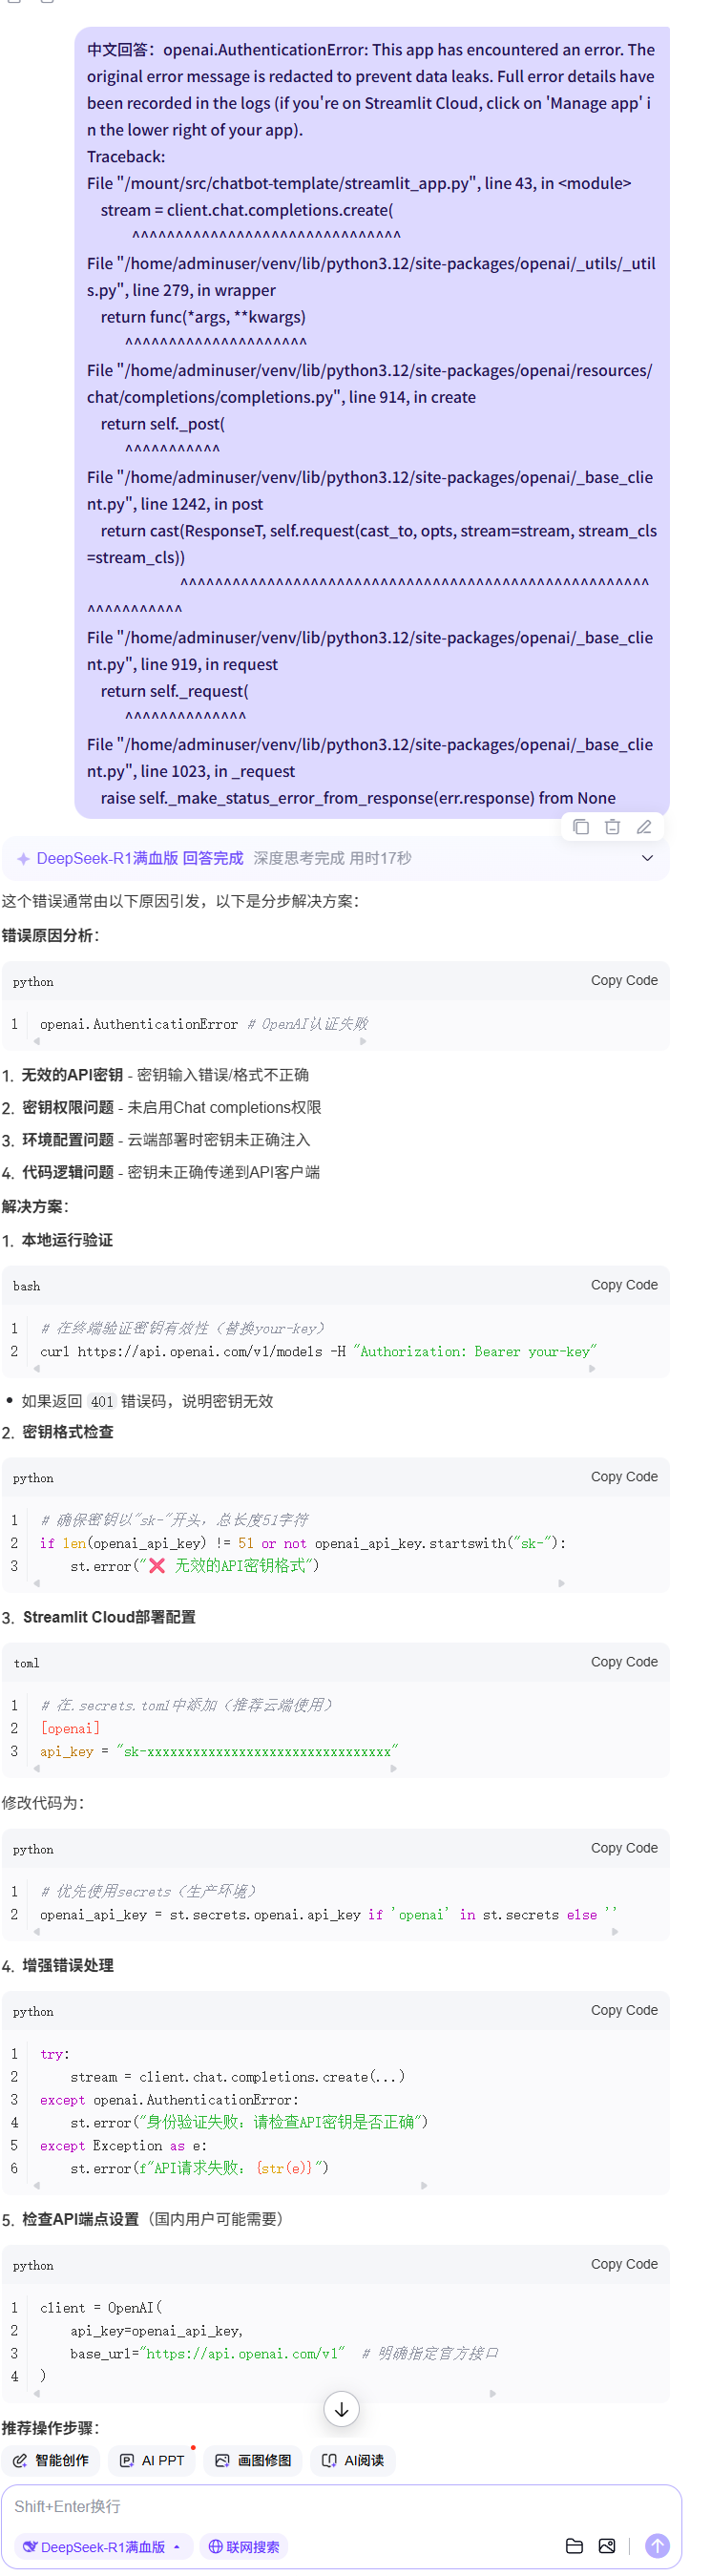 中文回答：openai.AuthenticationError: This app has encountered an error. The
original error message is redacted to prevent data leaks. Full error details have
been recorded in the logs (if you're on Streamlit Cloud, click on 'Manage app' i
n the lower right of your app).
Traceback:
File "/mount/src/chatbot-template/streamlit_app.py", line 43, in <module>
    stream = client.chat.completions.create(
             ^^^^^^^^^^^^^^^^^^^^^^^^^^^^^^^
File "/home/adminuser/venv/lib/python3.12/site-packages/openai/_utils/_util
s.py", line 279, in wrapper
    return func(*args, **kwargs)
           ^^^^^^^^^^^^^^^^^^^^^
File "/home/adminuser/venv/lib/python3.12/site-packages/openai/resources/
chat/completions/completions.py", line 914, in create
    return self._post(
           ^^^^^^^^^^^
File "/home/adminuser/venv/lib/python3.12/site-packages/openai/_base_clie
nt.py", line 1242, in post
    return cast(ResponseT, self.request(cast_to, opts, stream=stream, stream_cls
=stream_cls))
                           ^^^^^^^^^^^^^^^^^^^^^^^^^^^^^^^^^^^^^^^^^^^^^^^^^^^^^^
^^^^^^^^^^^
File "/home/adminuser/venv/lib/python3.12/site-packages/openai/_base_clie
nt.py", line 919, in request
    return self._request(
           ^^^^^^^^^^^^^^
File "/home/adminuser/venv/lib/python3.12/site-packages/openai/_base_clie
nt.py", line 1023, in _request
    raise self._make_status_error_from_response(err.response) from None
DeepSeek-R1满血版 回答完成 深度思考完成 用时17秒
这个错误通常由以下原因引发，以下是分步解决方案：
错误原因分析：
python Copy Code
1 openai.AuthenticationError # OpenAI认证失败
1. 无效的API密钥 - 密钥输入错误/格式不正确
2. 密钥权限问题 - 未启用Chat completions权限
3. 环境配置问题 - 云端部署时密钥未正确注入
4. 代码逻辑问题 - 密钥未正确传递到API客户端
解决方案：
1. 本地运行验证
bash Copy Code
1 # 在终端验证密钥有效性（替换your-key）
2 curl https://api.openai.com/v1/models -H "Authorization: Bearer your-key"
• 如果返回 401 错误码，说明密钥无效
2. 密钥格式检查
python Copy Code
1 # 确保密钥以"sk-"开头，总长度51字符
2 if len(openai_api_key) != 51 or not openai_api_key.startswith("sk-"):
3     st.error("❌ 无效的API密钥格式")
3. Streamlit Cloud部署配置
toml Copy Code
1 # 在.secrets.toml中添加（推荐云端使用）
2 [openai]
3 api_key = "sk-xxxxxxxxxxxxxxxxxxxxxxxxxxxxxxxx"
修改代码为：
python Copy Code
1 # 优先使用secrets（生产环境）
2 openai_api_key = st.secrets.openai.api_key if 'openai' in st.secrets else ''
4. 增强错误处理
python Copy Code
1 try:
2     stream = client.chat.completions.create(...)
3 except openai.AuthenticationError:
4     st.error("身份验证失败：请检查API密钥是否正确")
5 except Exception as e:
6     st.error(f"API请求失败：{str(e)}")
5. 检查API端点设置（国内用户可能需要）
python Copy Code
1 client = OpenAI(
2     api_key=openai_api_key,
3     base_url="https://api.openai.com/v1"  # 明确指定官方接口
4 )
推荐操作步骤：
智能创作 AI PPT 画图修图 AI阅读
Shift+Enter换行
DeepSeek-R1满血版 联网搜索